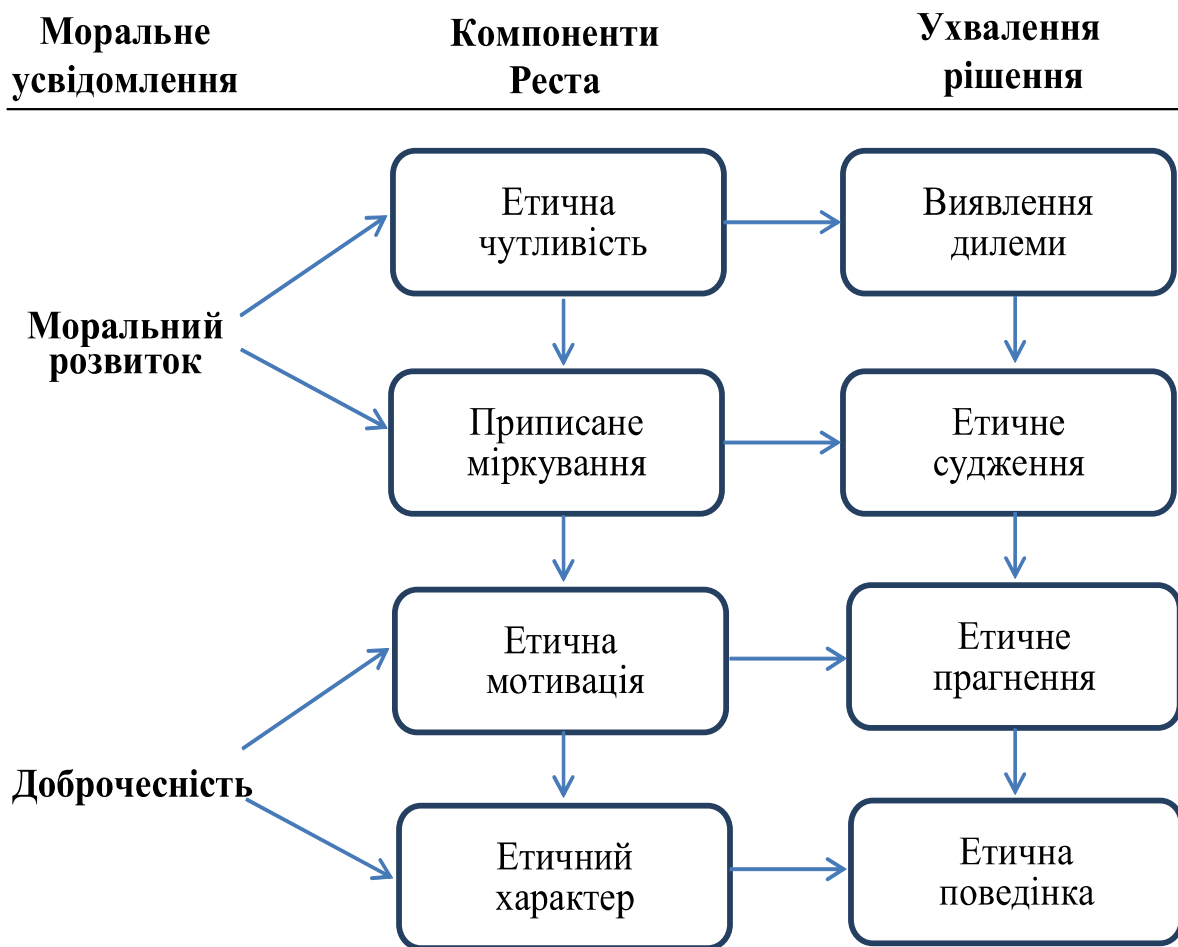 Моральне
усвідомлення
Компоненти
Реста
Ухвалення
рішення
Етична
чутливість
Виявлення
дилеми
Моральний
розвиток
Приписане
міркування
Етичне
судження
Етична
мотивація
Етичне
прагнення
Доброчесність
Етичний
характер
Етична
поведінка